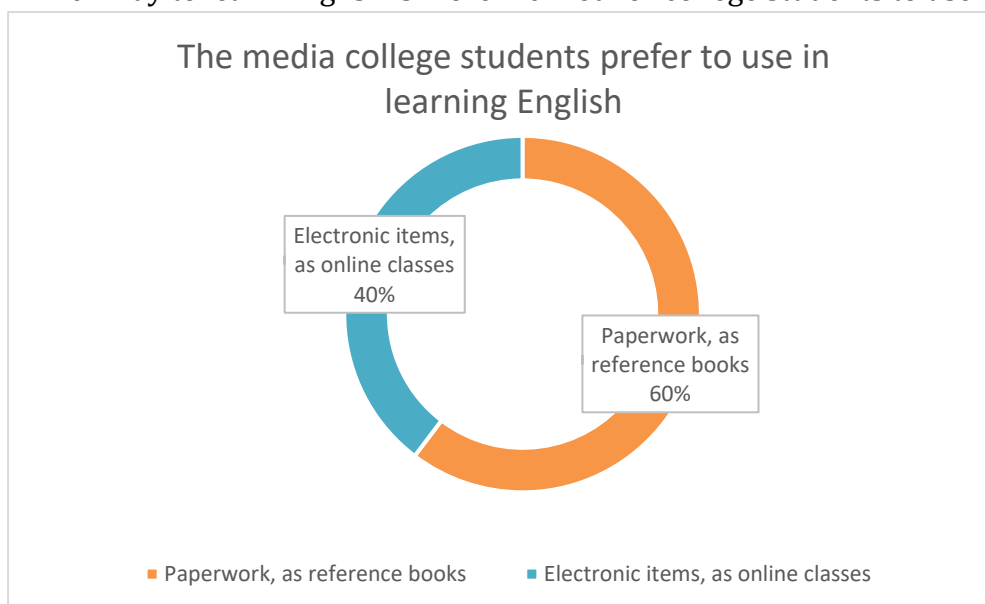 The media college students prefer to use in
learning English
Electronic items,
as online classes
40%
Paperwork, as
reference books
60%
Paperwork, as reference books
Electronic items, as online classes